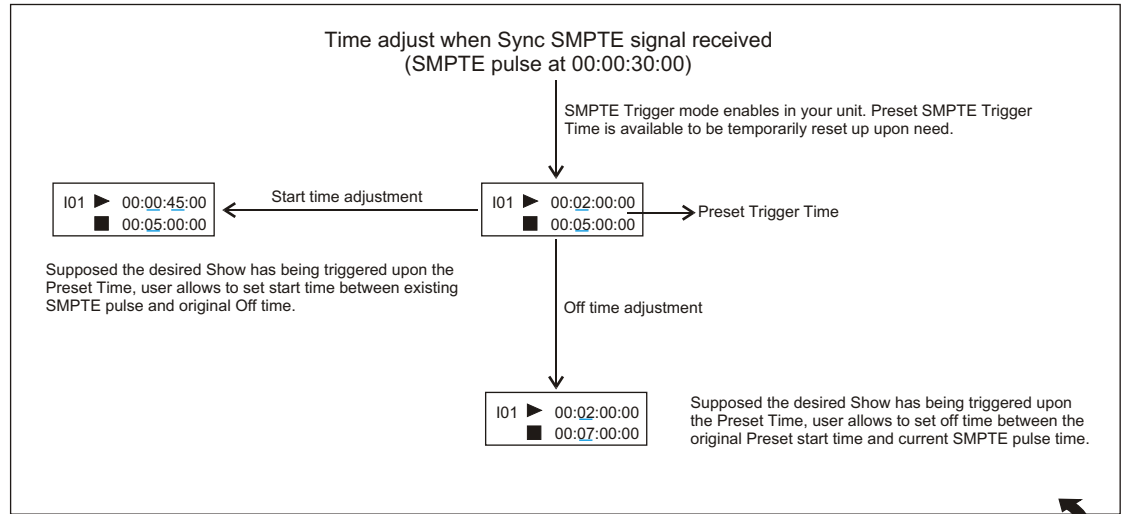 Time adjust when Sync SMPTE signal received
(SMPTE pulse at 00:00:30:00)
SMPTE Trigger mode enables in your unit. Preset SMPTE Trigger
Time is available to be temporarily reset up upon need.
I01 ▶ 00:00:45:00
■ 00:05:00:00
Start time adjustment
I01 ▶ 00:02:00:00
■ 00:05:00:00
Preset Trigger Time
Supposed the desired Show has being triggered upon the
Preset Time, user allows to set start time between existing
SMPTE pulse and original Off time.
Off time adjustment
I01 ▶ 00:02:00:00
■ 00:07:00:00
Supposed the desired Show has being triggered upon
the Preset Time, user allows to set off time between the
original Preset start time and current SMPTE pulse time.